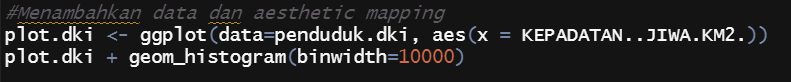 #Menambahkan data dan aesthetic mapping
plot.dki <- ggplot(data=penduduk.dki, aes(x = KEPADATAN..JIWA.KM2.))
plot.dki + geom_histogram(binwidth=10000)